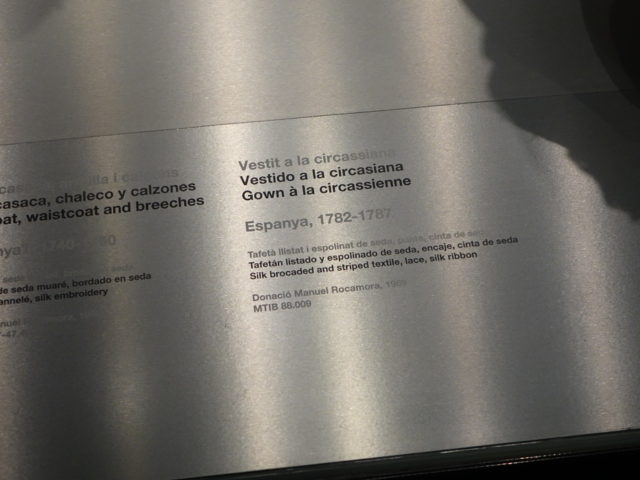 casaca, chaleco y calzones
waistcoat and breeches
de seda muaré, bordado en seda
silk embroidery
Vestit a la circassiana
Vestido a la circasiana
Gown à la circassienne
Espanya, 1782-1787
Tafetà llistat i espolinat de seda, cinta de
Tafetán listado y espolinado de seda, encaje, cinta de seda
Silk brocaded and striped textile, lace, silk ribbon
Donació Manuel Rocamora,
MTIB 88.009